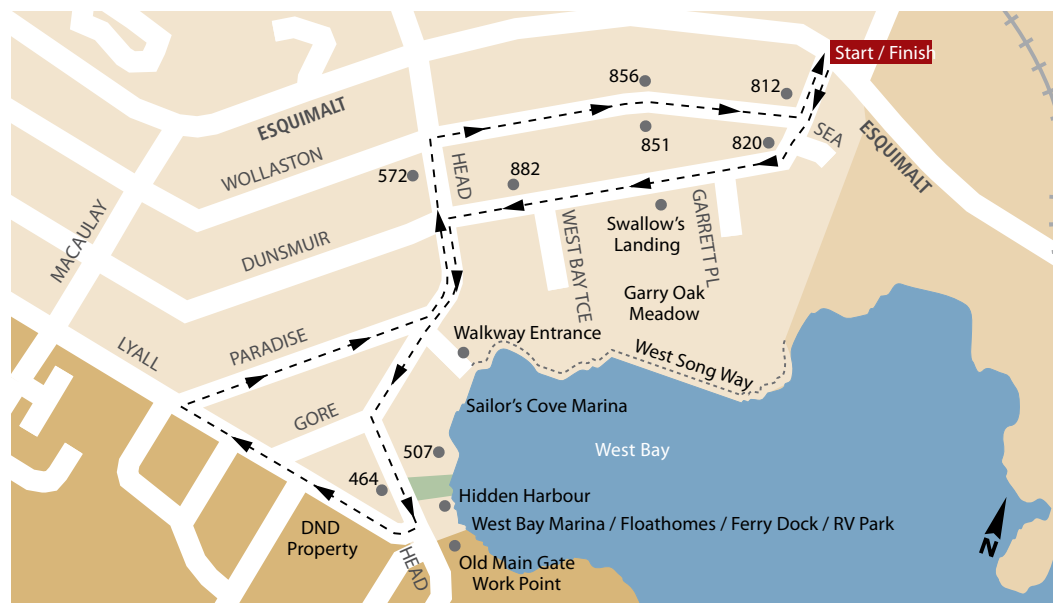 Start / Finish
856
812
ESQUIMALT
SEA
820
851
WOLLASTON
HEAD
882
572
ESQUIMALT
MACAULAY
DUNSMUIR
WEST BAY TCE
Swallow's
Landing
GARRETT PL
Garry Oak
Meadow
LYALL
PARADISE
Walkway Entrance
West Song Way
Sailor's Cove Marina
GORE
507
West Bay
464
Hidden Harbour
West Bay Marina / Floathomes / Ferry Dock / RV Park
DND
Property
HEAD
Old Main Gate
Work Point
N